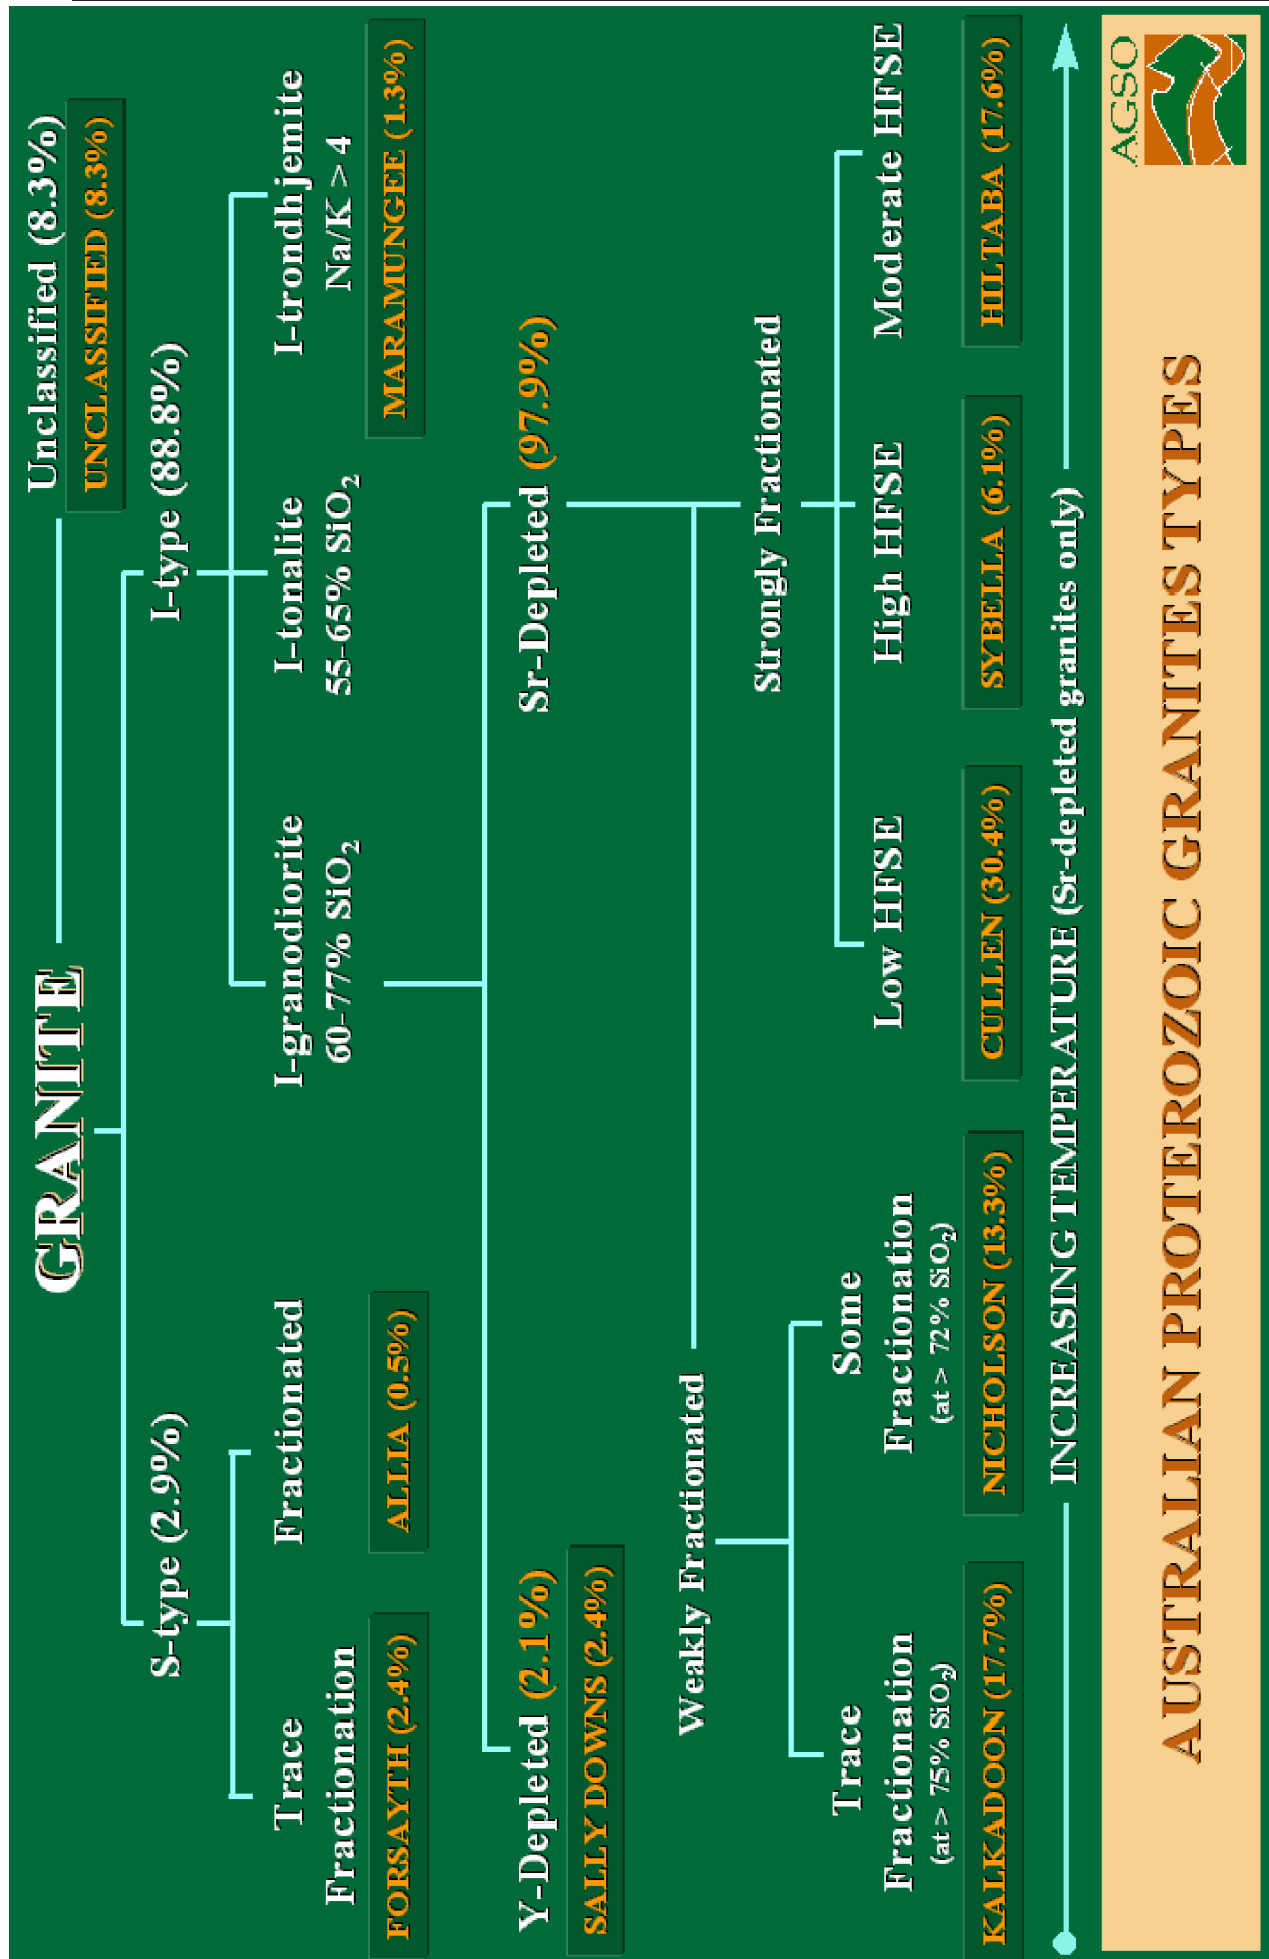 GRANITE
Unclassified (8.3%)
UNCLASSIFIED (8.3%)
S-type (2.9%)
I-type (88.8%)
Trace
Fractionation
FORSAYTH (2.4%)
Fractionated
ALLIA (0.5%)
I-granodiorite
60-77% SiO₂
I-tonalite
55-65% SiO₂
I-trondhjemite
Na/K > 4
MARAMUNGEE (1.3%)
Y-Depleted (2.1%)
SALLY DOWNS (2.4%)
Sr-Depleted (97.9%)
Weakly Fractionated
Strongly Fractionated
Trace
Fractionation
(at > 75% SiO₂)
KALKADOON (17.7%)
Some
Fractionation
(at > 72% SiO₂)
NICHOLSON (13.3%)
Low HFSE
CULLEN (30.4%)
High HFSE
SYBELLA (6.1%)
Moderate HFSE
HILTABA (17.6%)
INCREASING TEMPERATURE (Sr-depleted granites only)
AUSTRALIAN PROTEROZOIC GRANITES TYPES
AGSO